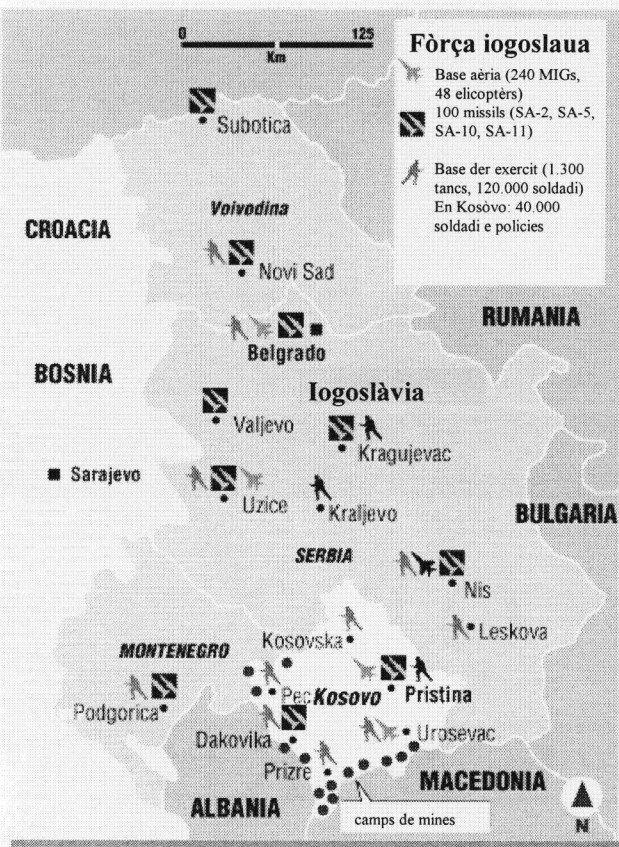 0 125
Km
Fòrça iogoslaua
Base aèria (240 MIGs,
48 elicoptèrs)
100 missils (SA-2, SA-5,
SA-10, SA-11)
Base der exercit (1.300
tancs, 120.000 soldadi)
En Kosòvo: 40.000
soldadi e policies
Subotica
Voivodina
CROACIA
Novi Sad
RUMANIA
Belgrado
BOSNIA
Iogoslàvia
Valjevo
Kragujevac
Sarajevo
Uzice
Kraljevo
BULGARIA
SERBIA
Nis
Kosovska
Leskova
MONTENEGRO
Pec
Kosovo
Pristina
Podgorica
Dakovika
Urosevac
Prizre
MACEDONIA
ALBANIA
camps de mines
N